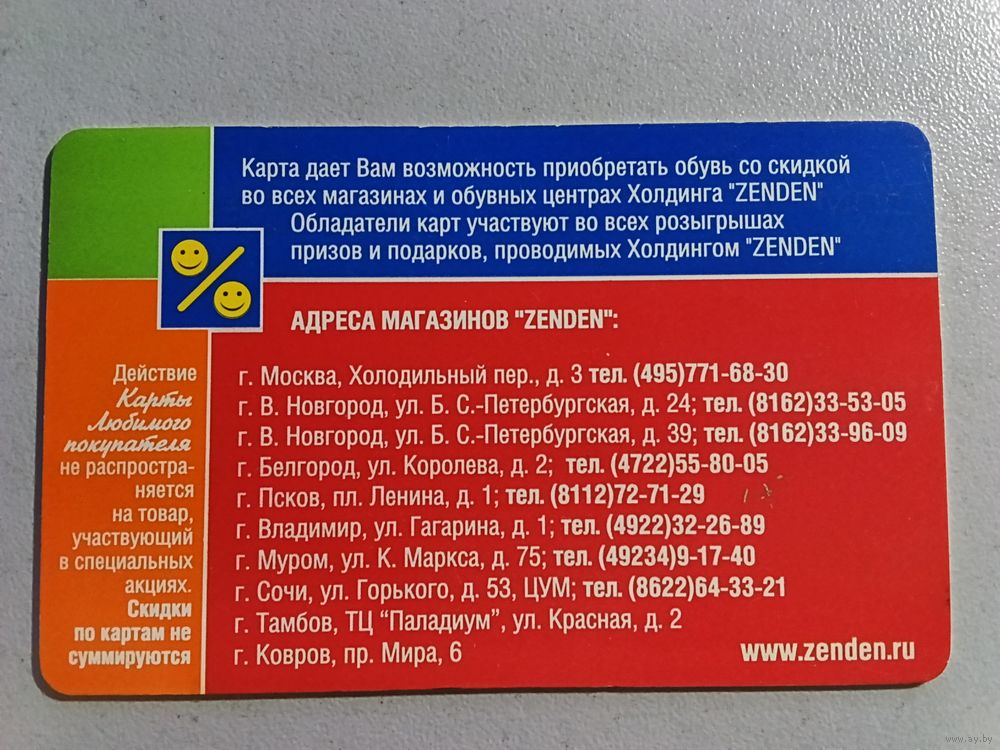 Карта дает Вам возможность приобретать обувь со скидкой
во всех магазинах и обувных центрах Холдинга "ZENDEN"
Обладатели карт участвуют во всех розыгрышах
призов и подарков, проводимых Холдингом "ZENDEN"
%
АДРЕСА МАГАЗИНОВ "ZENDEN":
г. Москва, Холодильный пер., д. 3 тел. (495)771-68-30
г. В. Новгород, ул. Б. С.-Петербургская, д. 24; тел. (8162)33-53-05
г. В. Новгород, ул. Б. С.-Петербургская, д. 39; тел. (8162)33-96-09
г. Белгород, ул. Королева, д. 2; тел. (4722)55-80-05
г. Псков, пл. Ленина, д. 1; тел. (8112)72-71-29
г. Владимир, ул. Гагарина, д. 1; тел. (4922)32-26-89
г. Муром, ул. К. Маркса, д. 75; тел. (49234)9-17-40
г. Сочи, ул. Горького, д. 53, ЦУМ; тел. (8622)64-33-21
г. Тамбов, ТЦ “Паладиум”, ул. Красная, д. 2
г. Ковров, пр. Мира, 6
www.zenden.ru
Действие
Карты
Любимого
покупателя
не распростра-
няется
на товар,
участвующий
в специальных
акциях.
Скидки
по картам не
суммируются
www.ay.by